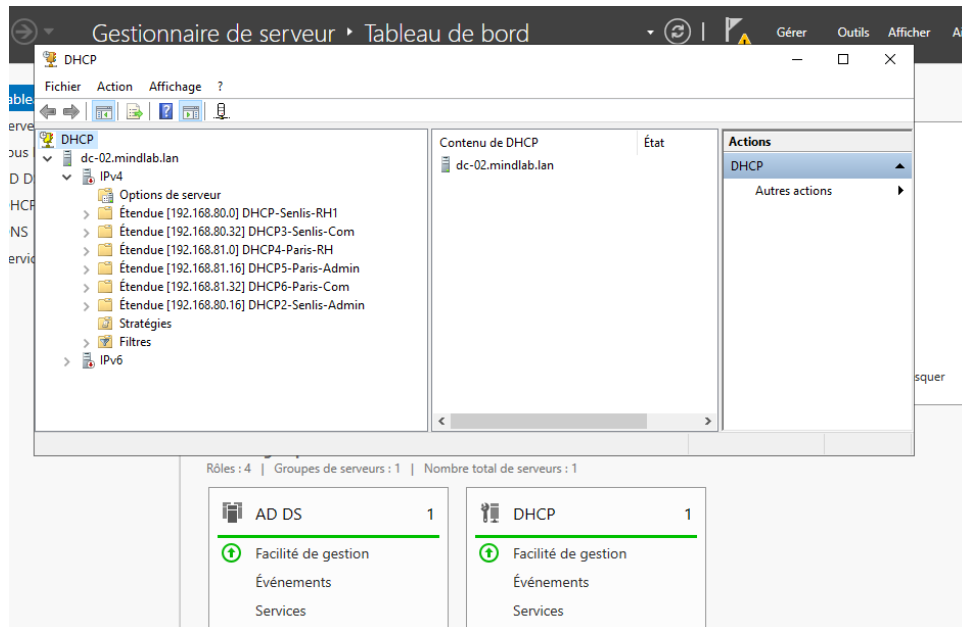 Gestionnaire de serveur ‣ Tableau de bord
Gérer Outils Afficher
DHCP
Fichier Action Affichage ?
DHCP
dc-02.mindlab.lan
IPv4
Options de serveur
Étendue [192.168.80.0] DHCP-Senlis-RH1
Étendue [192.168.80.32] DHCP3-Senlis-Com
Étendue [192.168.81.0] DHCP4-Paris-RH
Étendue [192.168.81.16] DHCP5-Paris-Admin
Étendue [192.168.81.32] DHCP6-Paris-Com
Étendue [192.168.80.16] DHCP2-Senlis-Admin
Stratégies
Filtres
IPv6
Contenu de DHCP État
dc-02.mindlab.lan
Actions
DHCP
Autres actions
squer
Rôles : 4 | Groupes de serveurs : 1 | Nombre total de serveurs : 1
AD DS 1
Facilité de gestion
Événements
Services
DHCP 1
Facilité de gestion
Événements
Services